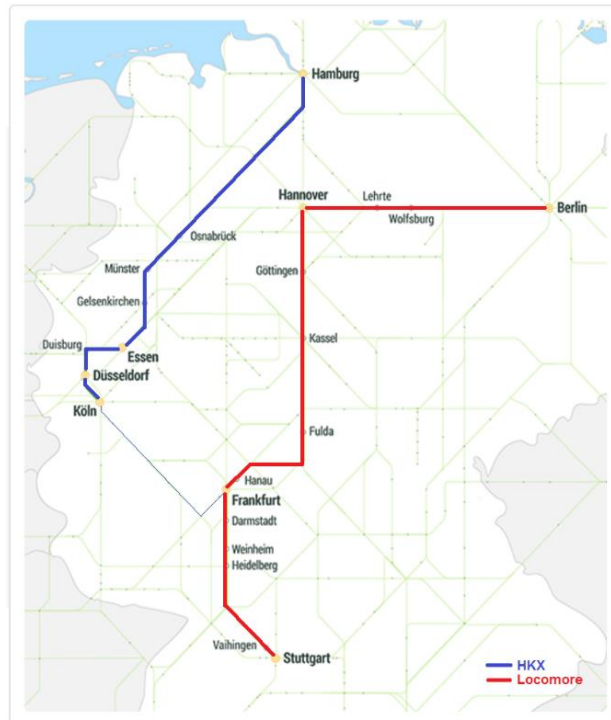 Hamburg
Hannover
Lehrte
Berlin
Wolfsburg
Osnabrück
Münster
Göttingen
Gelsenkirchen
Duisburg
Kassel
Essen
Düsseldorf
Köln
Fulda
Hanau
Frankfurt
Darmstadt
Weinheim
Heidelberg
Vaihingen
Stuttgart
HKX
Locomore